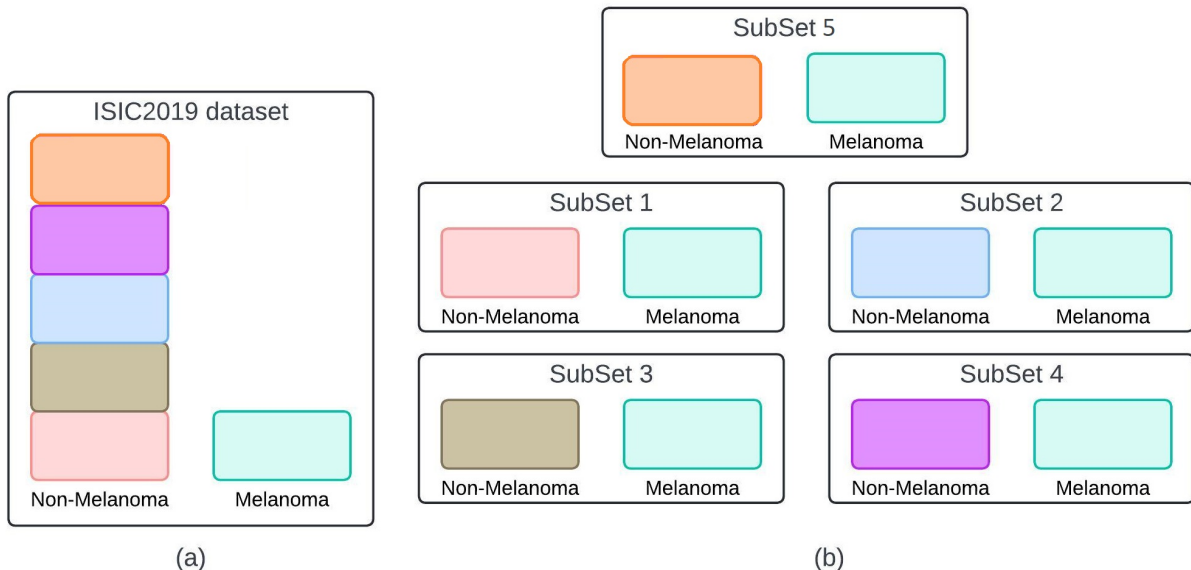 ISIC2019 dataset
Non-Melanoma Melanoma
(a)
SubSet 5
Non-Melanoma Melanoma
SubSet 1
Non-Melanoma Melanoma
SubSet 2
Non-Melanoma Melanoma
SubSet 3
Non-Melanoma Melanoma
SubSet 4
Non-Melanoma Melanoma
(b)